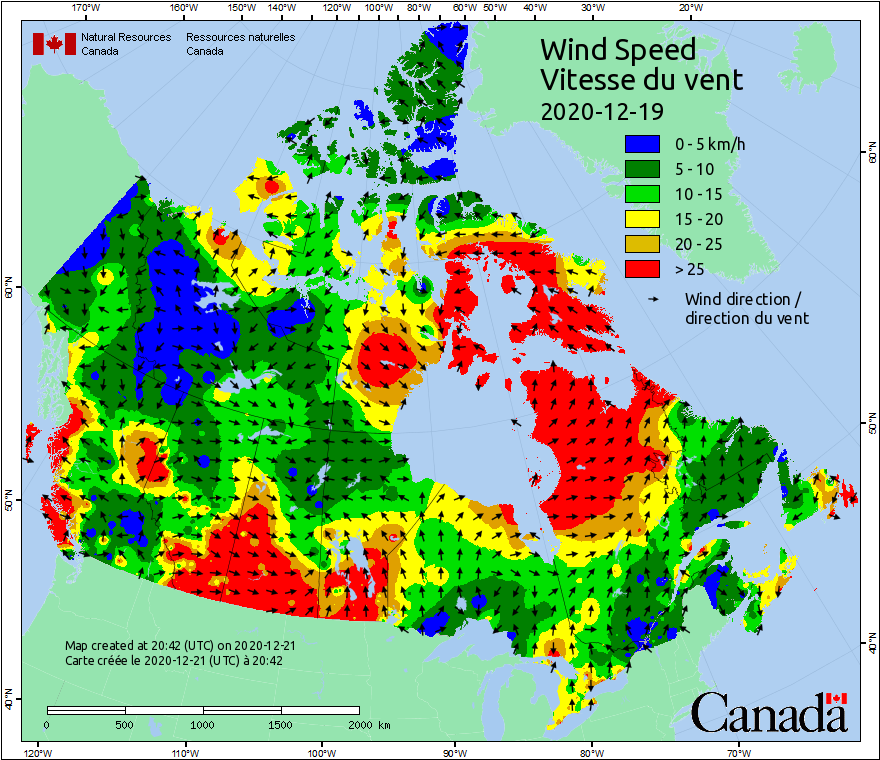 170°W 160°W 150°W 140°W 130°W 120°W 110°W 100°W 90°W 80°W 60°W 50°W 40°W 30°W 20°W
Natural Resources Canada
Ressources naturelles Canada
Wind Speed
Vitesse du vent
2020-12-19
0 - 5 km/h
5 - 10
10 - 15
15 - 20
20 - 25
> 25
Wind direction /
direction du vent
60°N
50°N
40°N
60°N
50°N
40°N
Map created at 20:42 (UTC) on 2020-12-21
Carte créée le 2020-12-21 (UTC) à 20:42
0 500 1000 1500 2000 km
Canada
120°W 110°W 100°W 90°W 80°W 70°W